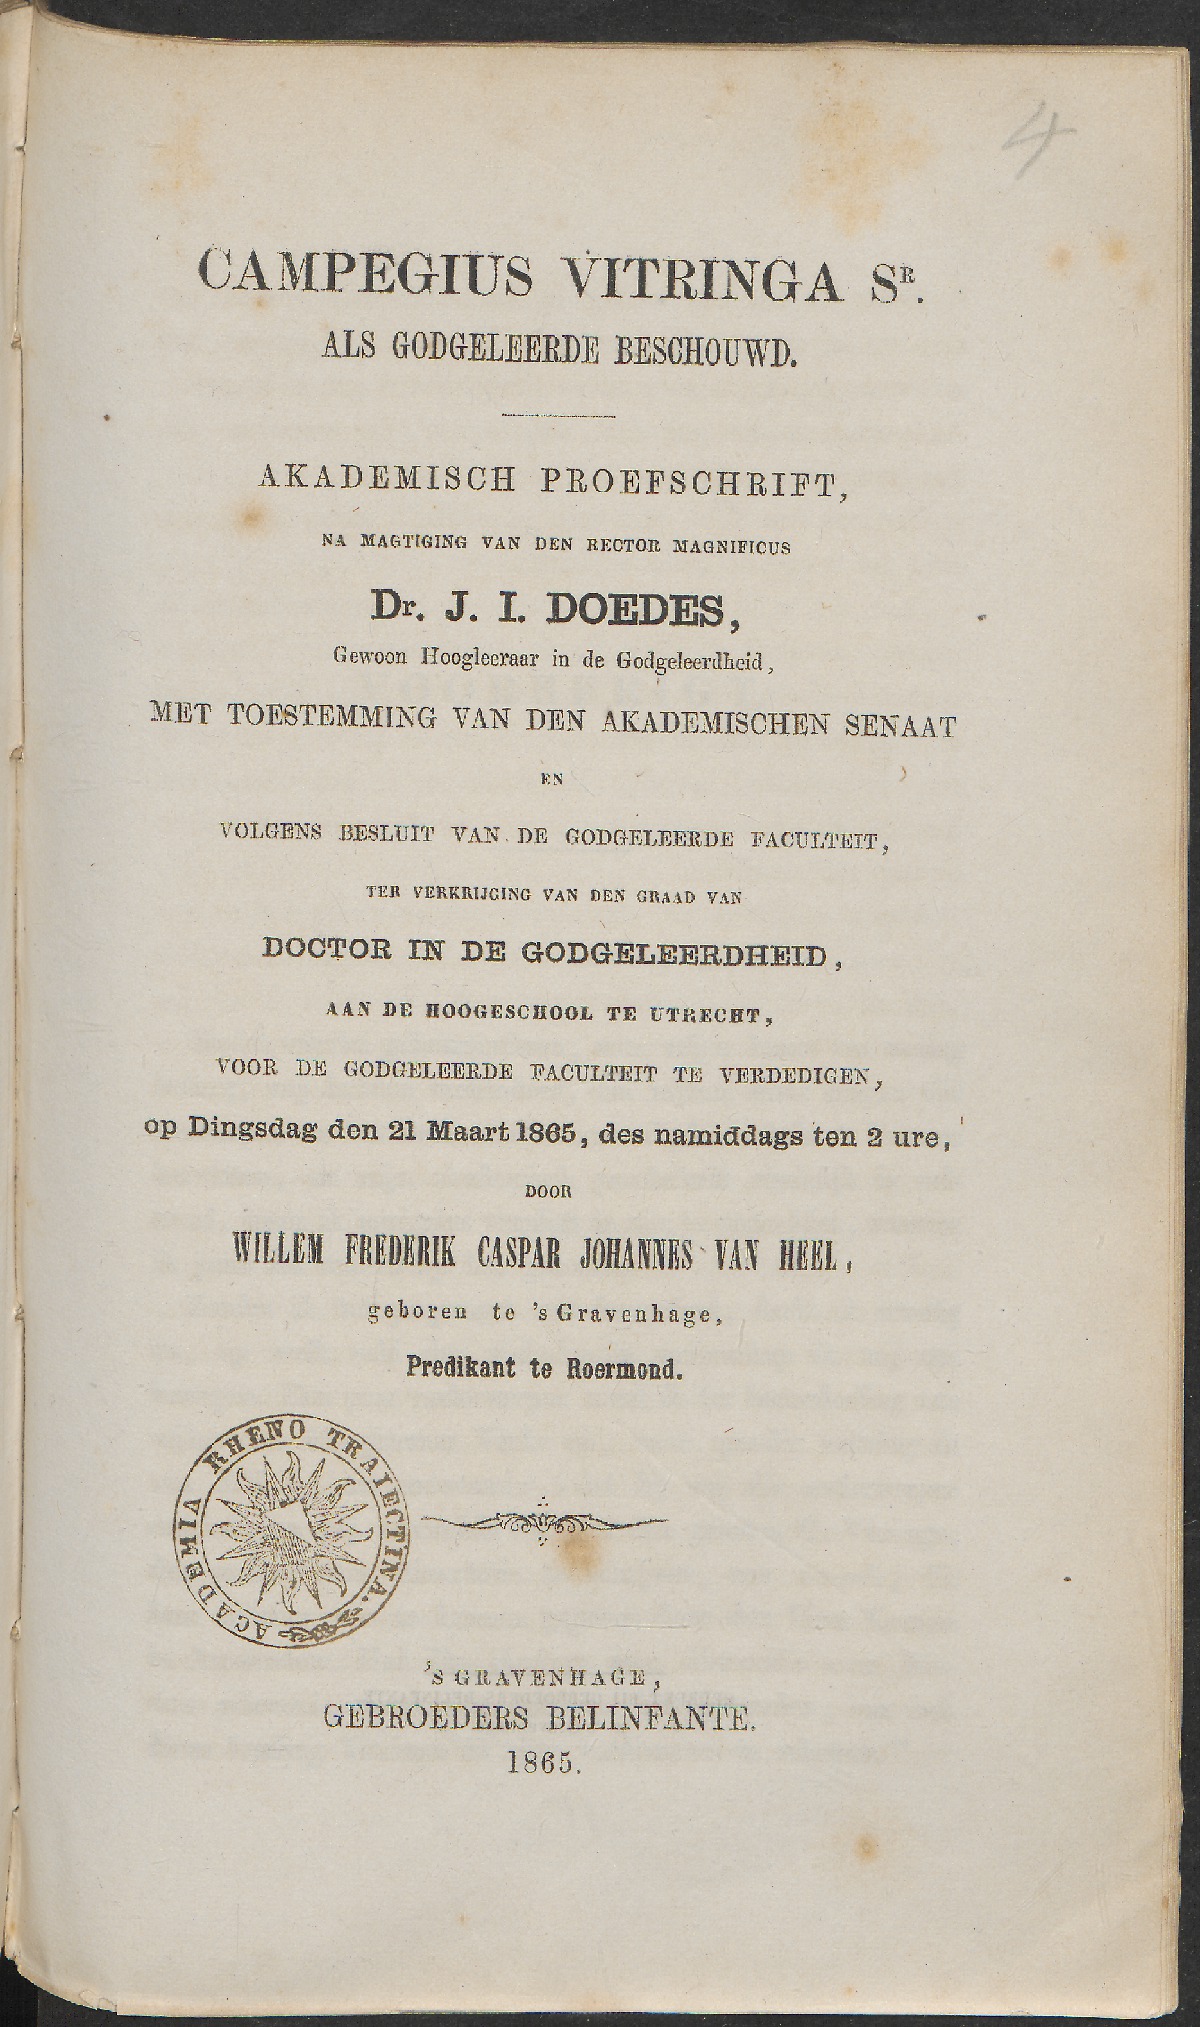 4
CAMPEGIUS VITRINGA SR.
ALS GODGELEERDE BESCHOUWD.
AKADEMISCH PROEFSCHRIFT,
NA MAGTIGING VAN DEN RECTOR MAGNIFICUS
Dr. J. I. DOEDES,
Gewoon Hoogleeraar in de Godgeleerdheid,
MET TOESTEMMING VAN DEN AKADEMISCHEN SENAAT
EN
VOLGENS BESLUIT VAN DE GODGELEERDE FACULTEIT,
TER VERKRIJGING VAN DEN GRAAD VAN
DOCTOR IN DE GODGELEERDHEID,
AAN DE HOOGESCHOOL TE UTRECHT,
VOOR DE GODGELEERDE FACULTEIT TE VERDEDIGEN,
op Dingsdag den 21 Maart 1865, des namiddags ten 2 ure,
DOOR
WILLEM FREDERIK CASPAR JOHANNES VAN HEEL,
geboren te 's Gravenhage,
Predikant te Roermond.
ACADEMIA RHENO TRAIECTINA.
'S GRAVENHAGE,
GEBROEDERS BELINFANTE.
1865.